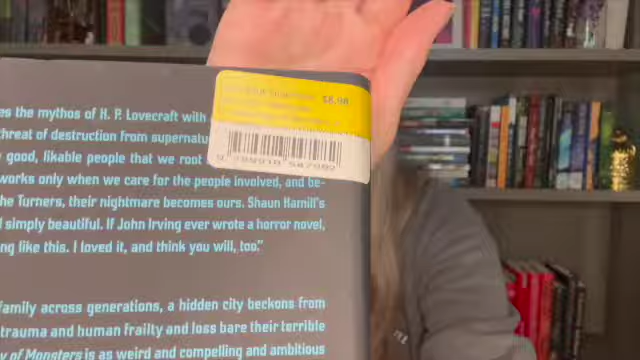 es the mythos of H. P. Lovecraft with
$8.98
threat of destruction from supernatu
good, likable people that we root
works only when we care for the people involved, and be-
he Turners, their nightmare becomes ours. Shaun Hamill's
simply beautiful. If John Irving ever wrote a horror novel,
ng like this. I loved it, and think you will, too."
family across generations, a hidden city beckons from
trauma and human frailty and loss bare their terrible
y of Monsters is as weird and compelling and ambitious